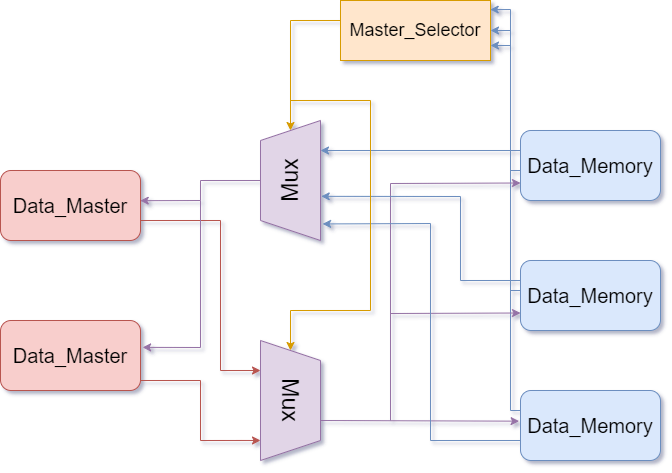 Master_Selector
Mux
Data_Memory
Data_Master
Data_Memory
Data_Master
Mux
Data_Memory